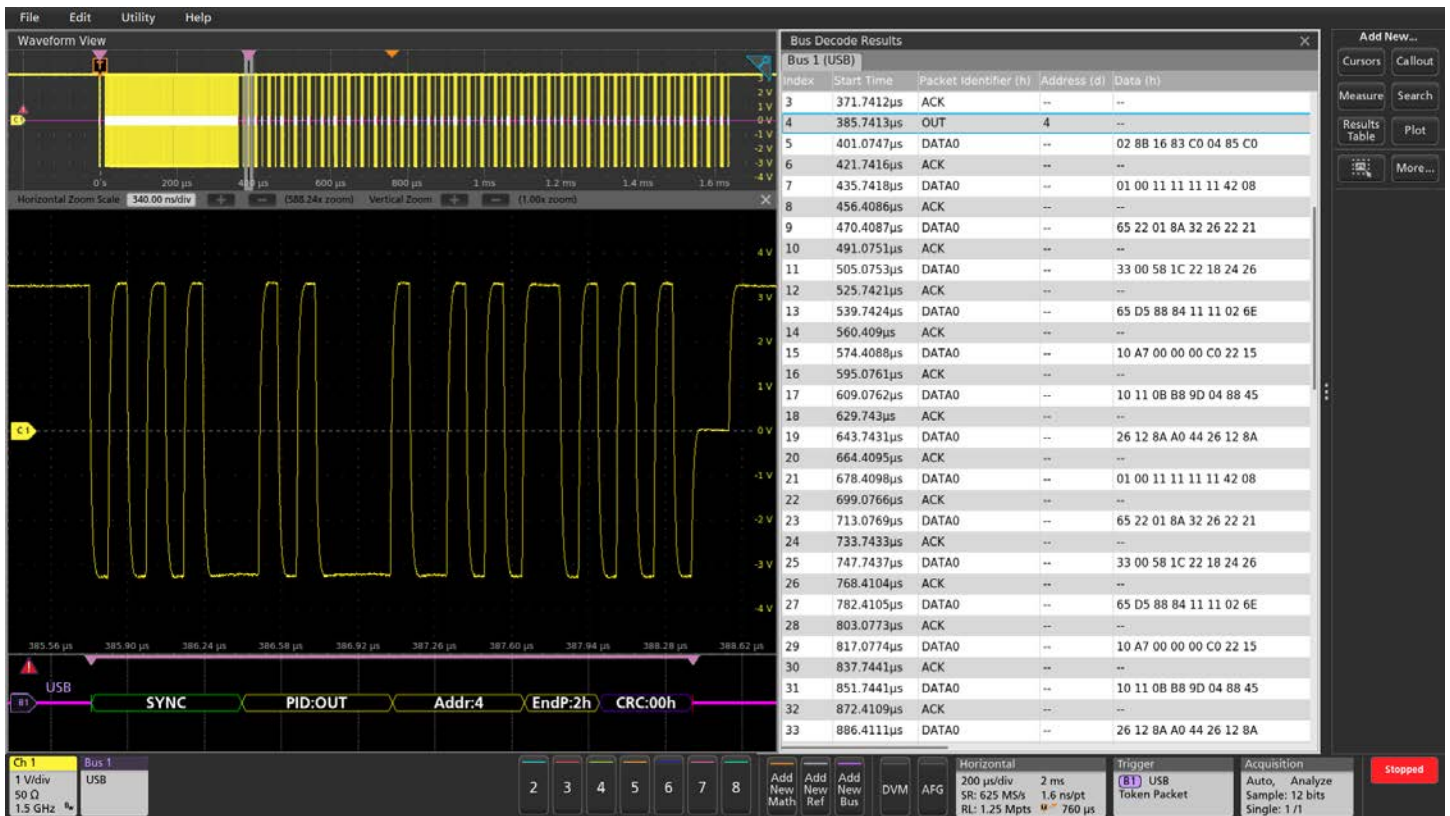 File Edit Utility Help
Waveform View
T
3 V
2 V
1 V
0 V
-1 V
-2 V
-3 V
-4 V
C1
0 s 200 µs 400 µs 600 µs 800 µs 1 ms 1.2 ms 1.4 ms 1.6 ms
Horizontal Zoom Scale 340.00 ns/div + − (588.24x zoom) Vertical Zoom + − (1.00x zoom)
4 V
3 V
2 V
1 V
C1 0 V
-1 V
-2 V
-3 V
-4 V
385.56 µs 385.90 µs 386.24 µs 386.58 µs 386.92 µs 387.26 µs 387.60 µs 387.94 µs 388.28 µs 388.62 µs
USB
B1 SYNC PID:OUT Addr:4 EndP:2h CRC:00h
Bus Decode Results
Bus 1 (USB)
Index Start Time Packet Identifier (h) Address (d) Data (h)
3 371.7412µs ACK -- --
4 385.7413µs OUT 4 --
5 401.0747µs DATA0 -- 02 8B 16 83 C0 04 85 C0
6 421.7416µs ACK -- --
7 435.7418µs DATA0 -- 01 00 11 11 11 11 42 08
8 456.4086µs ACK -- --
9 470.4087µs DATA0 -- 65 22 01 8A 32 26 22 21
10 491.0751µs ACK -- --
11 505.0753µs DATA0 -- 33 00 58 1C 22 18 24 26
12 525.7421µs ACK -- --
13 539.7424µs DATA0 -- 65 D5 88 84 11 11 02 6E
14 560.409µs ACK -- --
15 574.4088µs DATA0 -- 10 A7 00 00 00 C0 22 15
16 595.0761µs ACK -- --
17 609.0762µs DATA0 -- 10 11 0B B8 9D 04 88 45
18 629.743µs ACK -- --
19 643.7431µs DATA0 -- 26 12 8A A0 44 26 12 8A
20 664.4095µs ACK -- --
21 678.4098µs DATA0 -- 01 00 11 11 11 11 42 08
22 699.0766µs ACK -- --
23 713.0769µs DATA0 -- 65 22 01 8A 32 26 22 21
24 733.7433µs ACK -- --
25 747.7437µs DATA0 -- 33 00 58 1C 22 18 24 26
26 768.4104µs ACK -- --
27 782.4105µs DATA0 -- 65 D5 88 84 11 11 02 6E
28 803.0773µs ACK -- --
29 817.0774µs DATA0 -- 10 A7 00 00 00 C0 22 15
30 837.7441µs ACK -- --
31 851.7441µs DATA0 -- 10 11 0B B8 9D 04 88 45
32 872.4109µs ACK -- --
33 886.4111µs DATA0 -- 26 12 8A A0 44 26 12 8A
Add New...
Cursors Callout
Measure Search
Results Table Plot
More...
Ch 1
1 V/div
50 Ω
1.5 GHz
Bus 1
USB
2 3 4 5 6 7 8
Add New Math
Add New Ref
Add New Bus
DVM AFG
Horizontal
200 µs/div 2 ms
SR: 625 MS/s 1.6 ns/pt
RL: 1.25 Mpts 760 µs
Trigger
B1 USB
Token Packet
Acquisition
Auto, Analyze
Sample: 12 bits
Single: 1 /1
Stopped